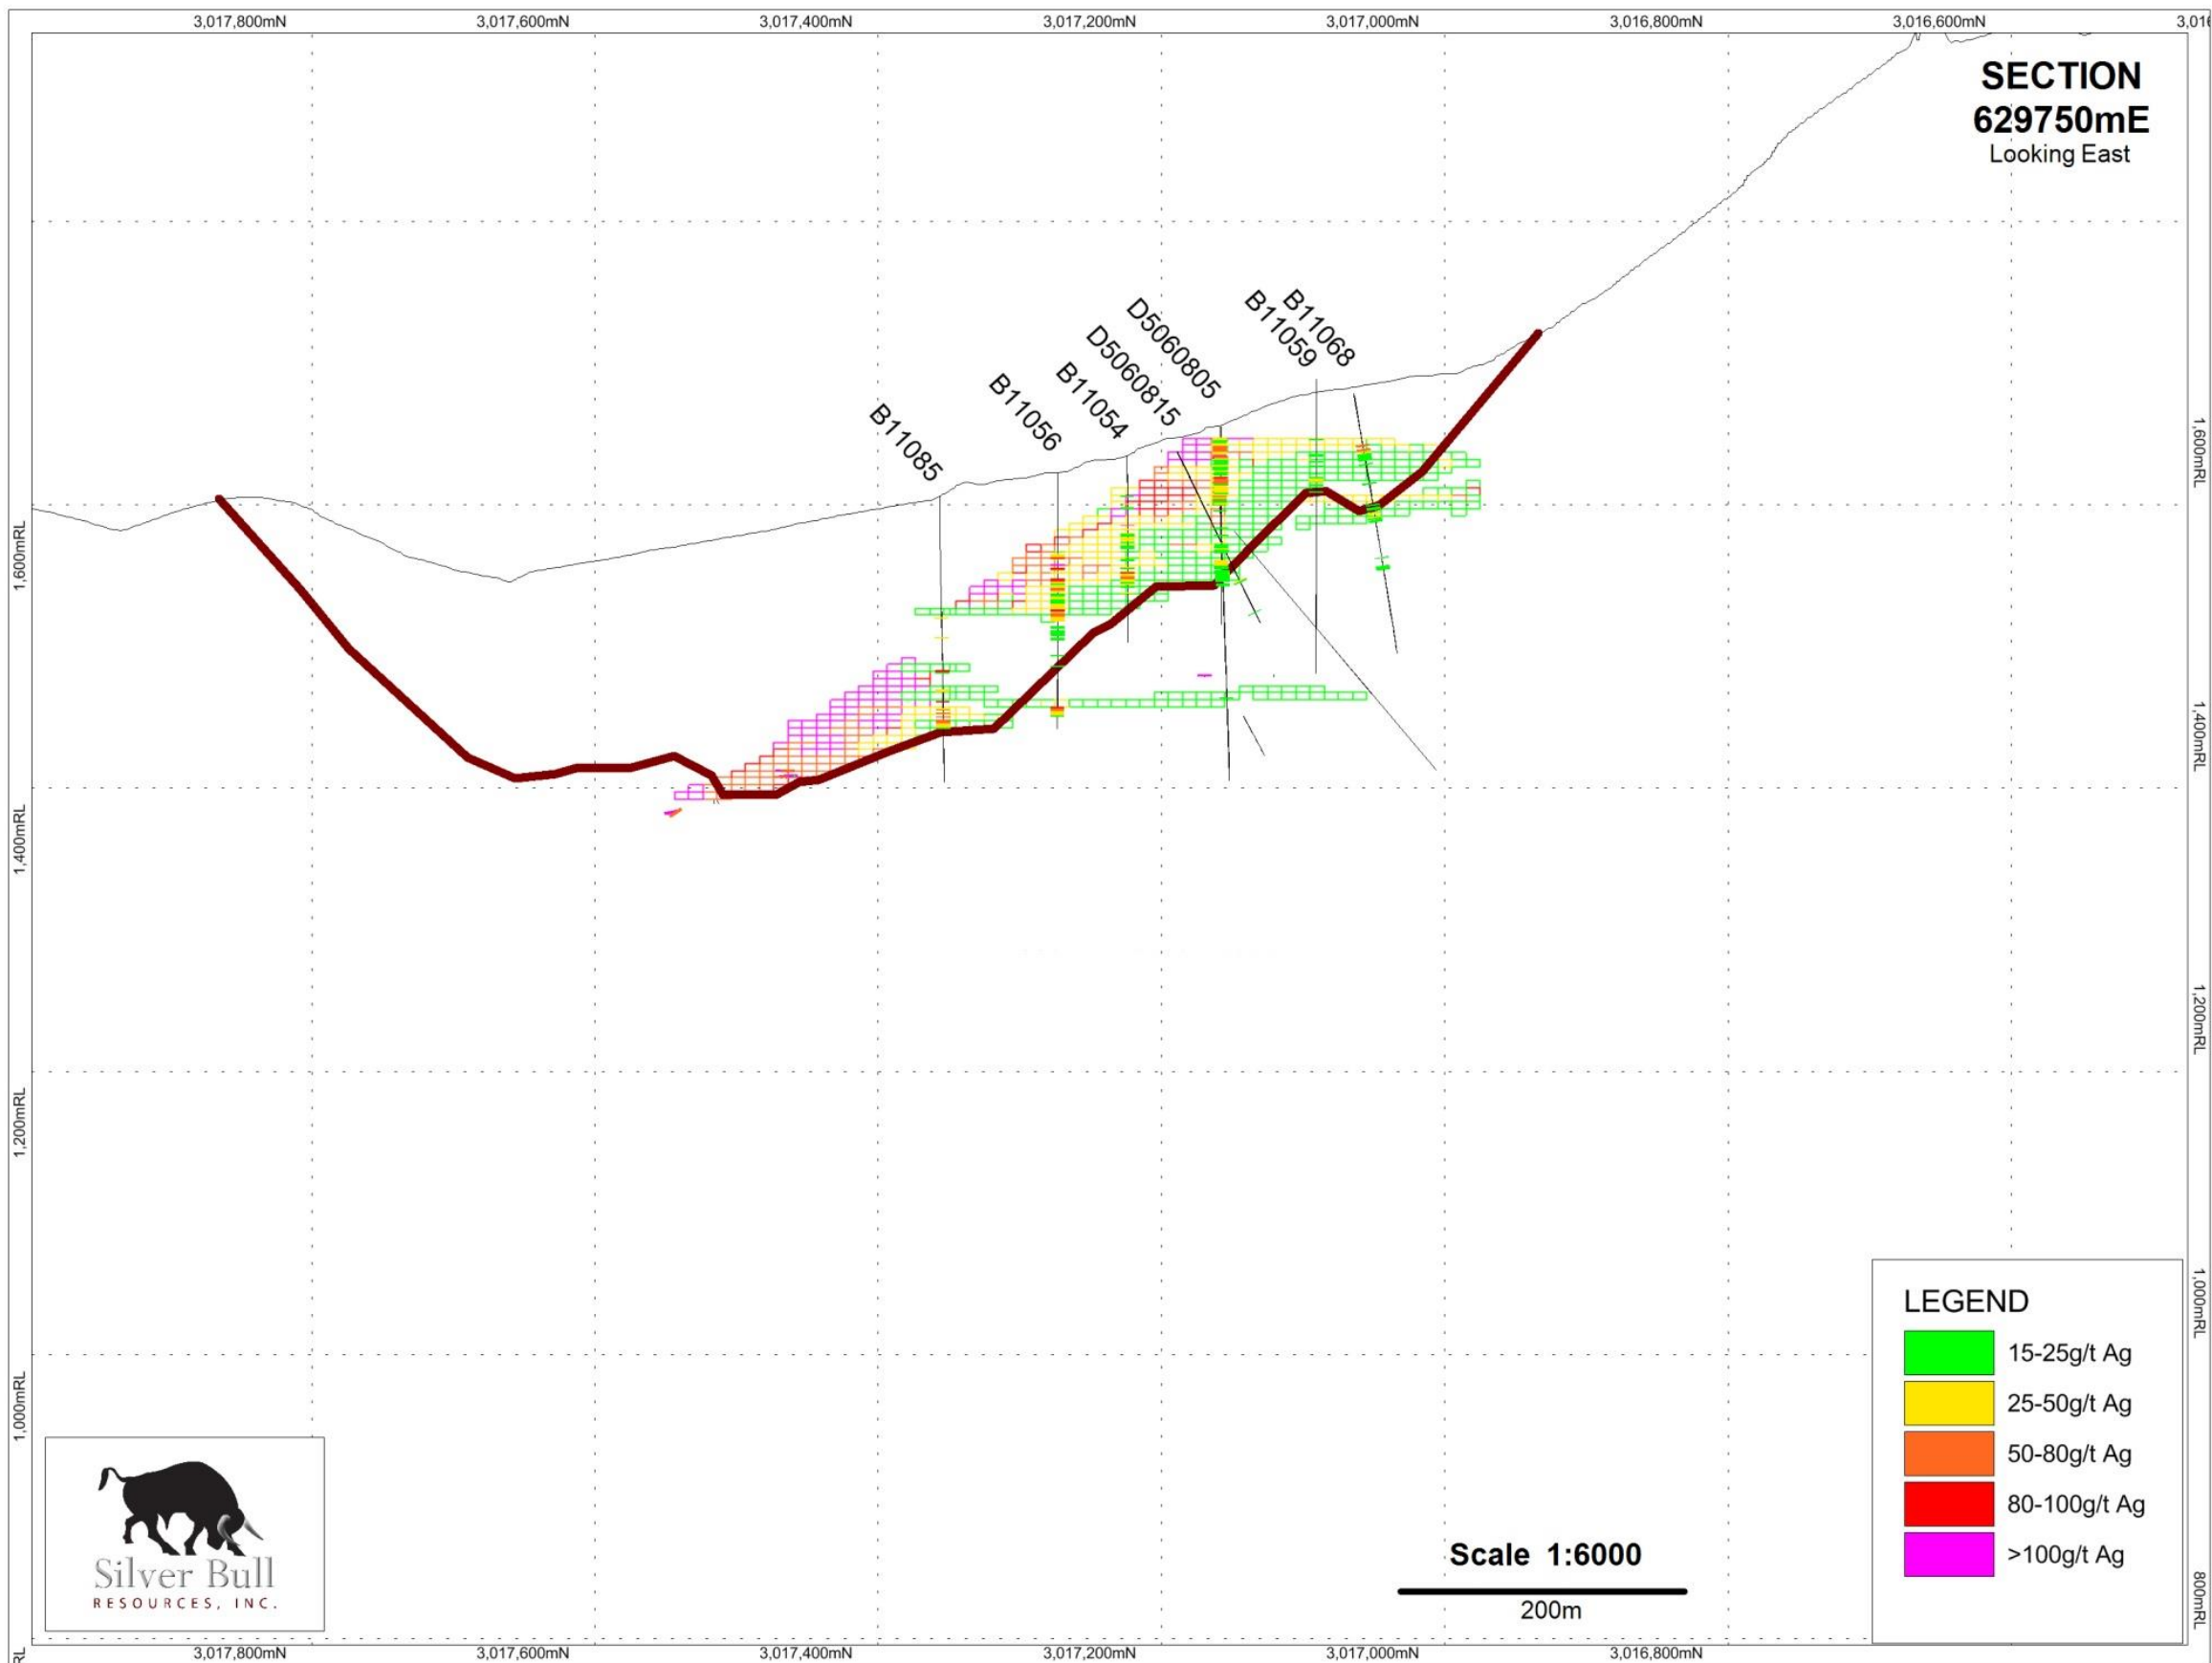 3,017,800mN
3,017,600mN
3,017,400mN
3,017,200mN
3,017,000mN
3,016,800mN
3,016,600mN
SECTION
629750mE
Looking East
B11085
B11056
B11054
D5060815
D5060805
B11059
B11068
1,600mRL
1,400mRL
1,200mRL
1,000mRL
1,600mRL
1,400mRL
1,200mRL
1,000mRL
800mRL
LEGEND
15-25g/t Ag
25-50g/t Ag
50-80g/t Ag
80-100g/t Ag
>100g/t Ag
Scale 1:6000
200m
Silver Bull
RESOURCES, INC.
3,017,800mN
3,017,600mN
3,017,400mN
3,017,200mN
3,017,000mN
3,016,800mN